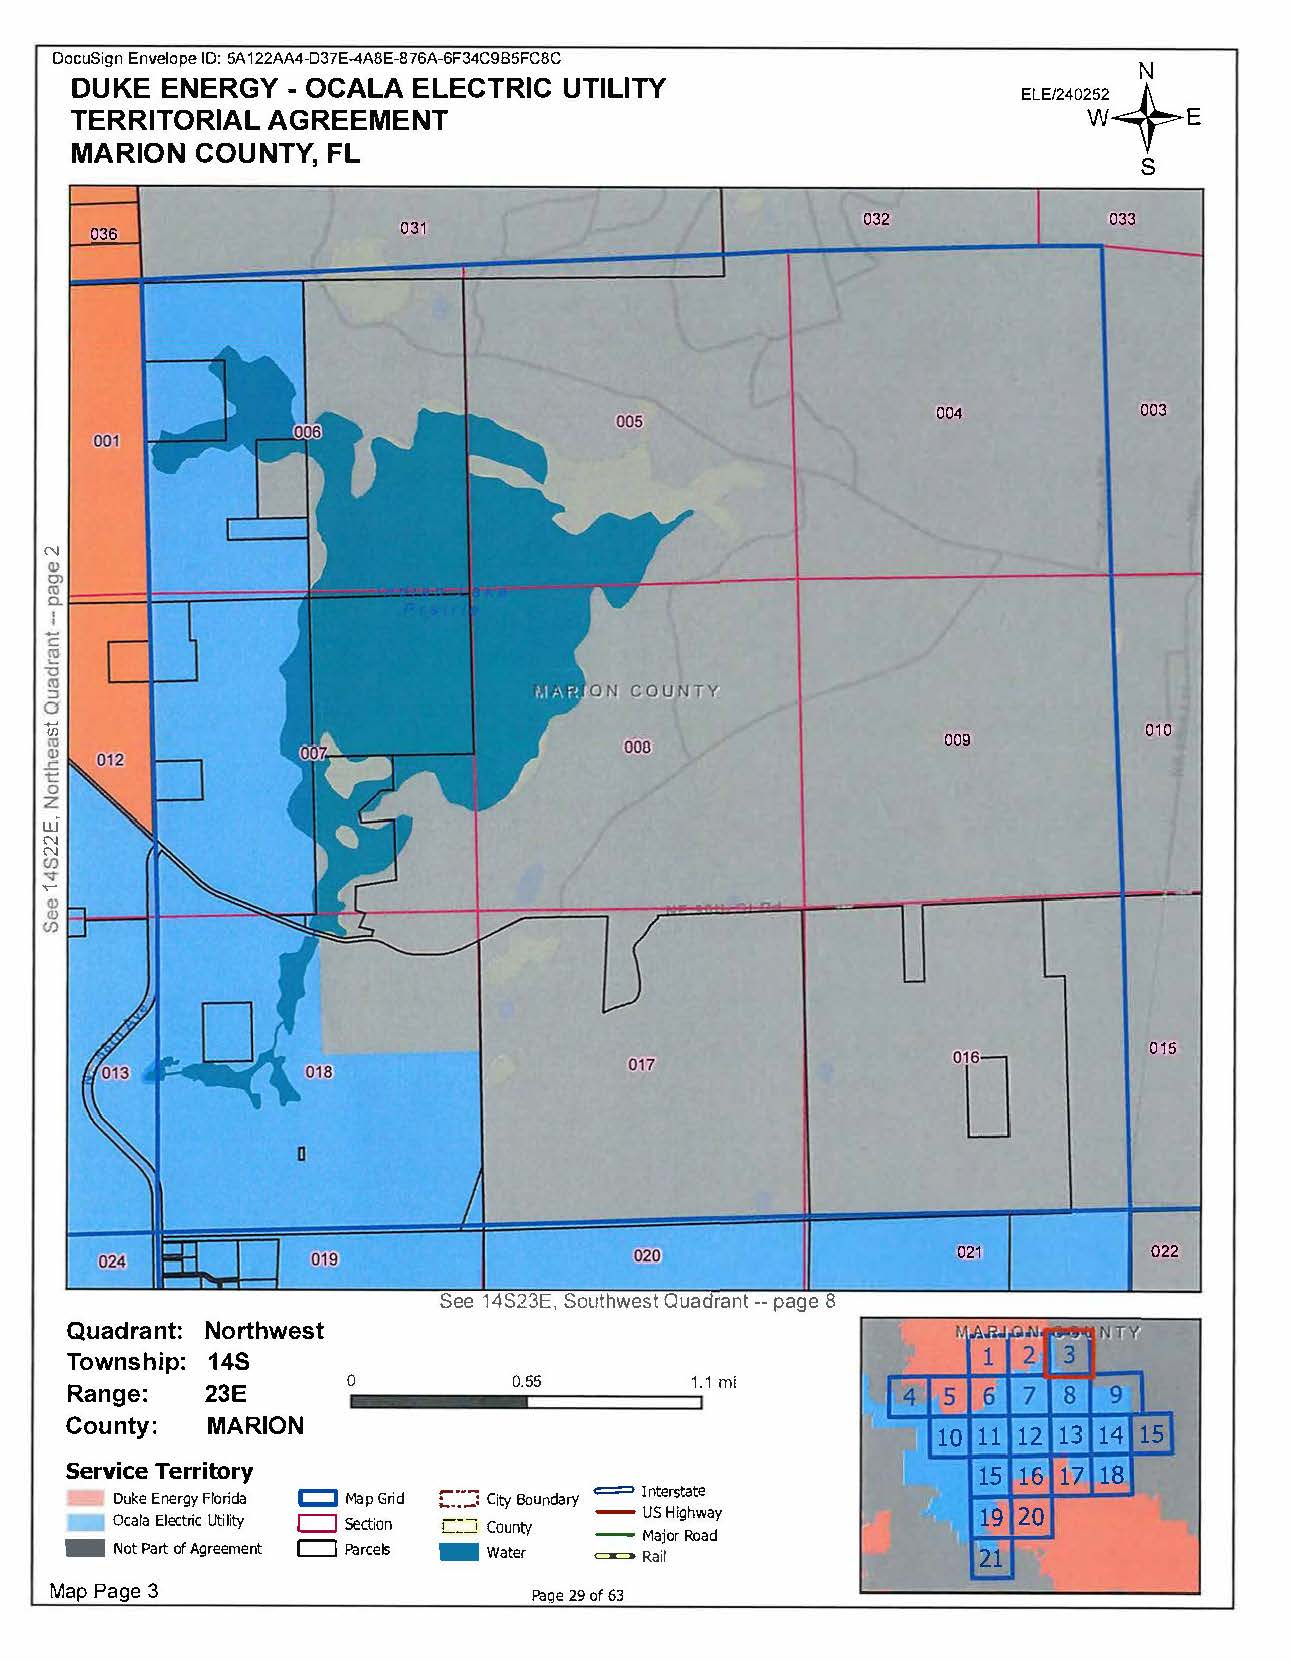 DocuSign Envelope ID: 5A122AA4-D37E-4A8E-876A-6F34C9B5FC8C
DUKE ENERGY - OCALA ELECTRIC UTILITY
TERRITORIAL AGREEMENT
MARION COUNTY, FL
ELE/240252
N
W E
S
036 031 032 033
001 006 005 004 003
Prairie
MARION COUNTY
012 007 008 009 010
013 018 017 016 015
024 019 020 021 022
See 14S22E, Northeast Quadrant -- page 2
See 14S23E, Southwest Quadrant -- page 8
Quadrant: Northwest
Township: 14S
Range: 23E
County: MARION
0 0.55 1.1 mi
Service Territory
Duke Energy Florida
Ocala Electric Utility
Not Part of Agreement
Map Grid
Section
Parcels
City Boundary
County
Water
Interstate
US Highway
Major Road
Rail
MARION COUNTY
1 2 3
4 5 6 7 8 9
10 11 12 13 14 15
15 16 17 18
19 20
21
Map Page 3
Page 29 of 63